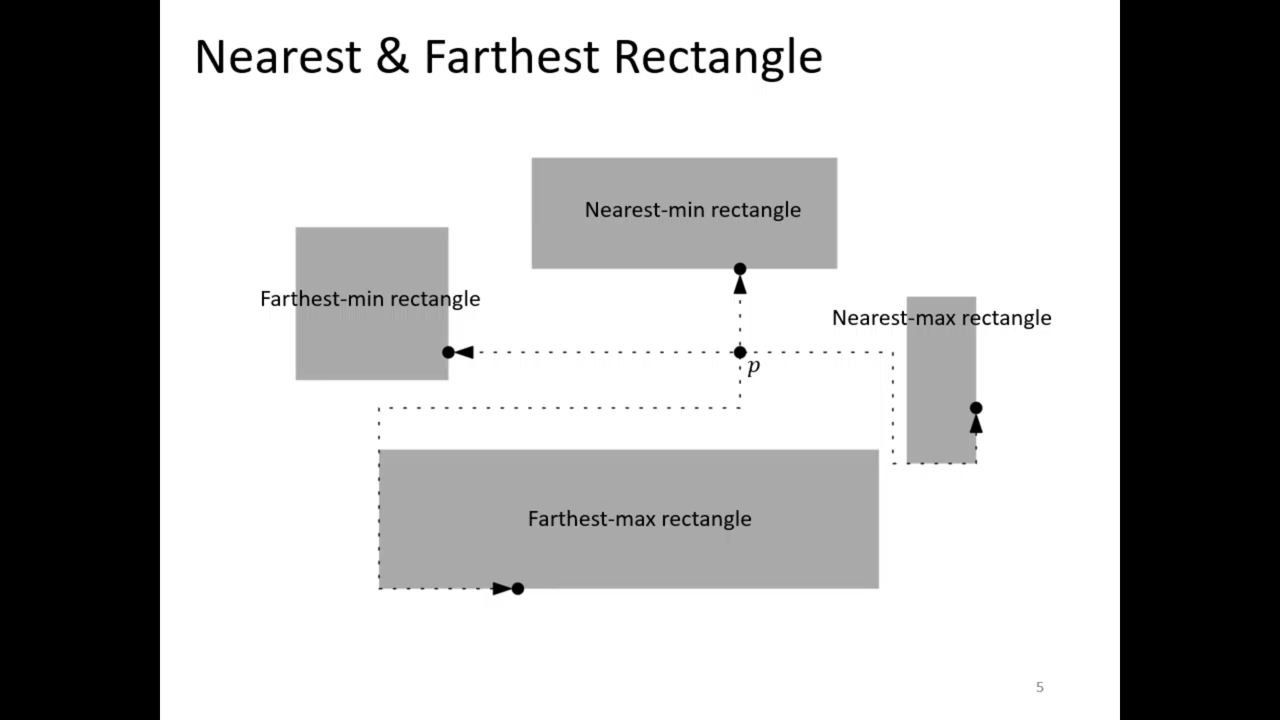 Nearest & Farthest Rectangle
Nearest-min rectangle
Farthest-min rectangle
Nearest-max rectangle
p
Farthest-max rectangle
5